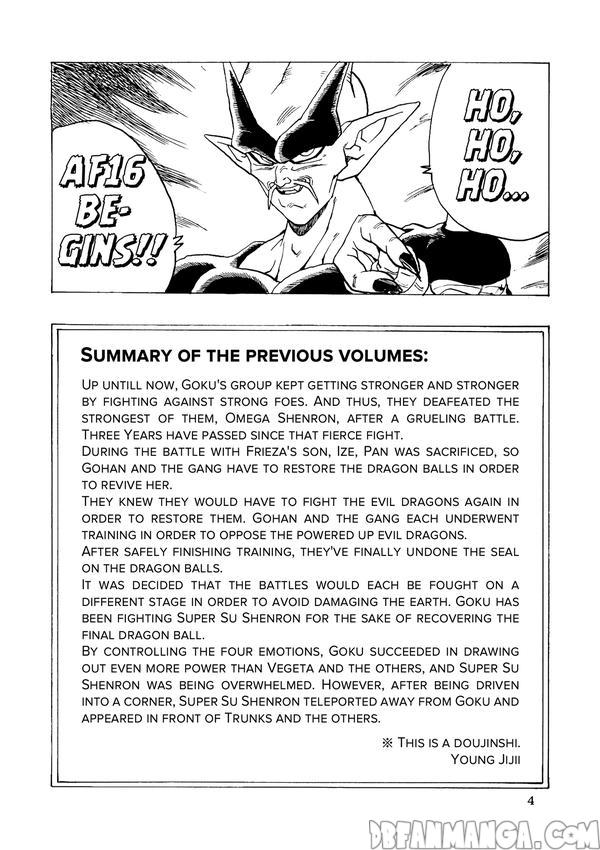 HO,
HO,
HO...
AF16
BE-
GINS!!
SUMMARY OF THE PREVIOUS VOLUMES:
UP UNTILL NOW, GOKU'S GROUP KEPT GETTING STRONGER AND STRONGER
BY FIGHTING AGAINST STRONG FOES. AND THUS, THEY DEAFEATED THE
STRONGEST OF THEM, OMEGA SHENRON, AFTER A GRUELING BATTLE.
THREE YEARS HAVE PASSED SINCE THAT FIERCE FIGHT.
DURING THE BATTLE WITH FRIEZA'S SON, IZE, PAN WAS SACRIFICED, SO
GOHAN AND THE GANG HAVE TO RESTORE THE DRAGON BALLS IN ORDER
TO REVIVE HER.
THEY KNEW THEY WOULD HAVE TO FIGHT THE EVIL DRAGONS AGAIN IN
ORDER TO RESTORE THEM. GOHAN AND THE GANG EACH UNDERWENT
TRAINING IN ORDER TO OPPOSE THE POWERED UP EVIL DRAGONS.
AFTER SAFELY FINISHING TRAINING, THEY'VE FINALLY UNDONE THE SEAL
ON THE DRAGON BALLS.
IT WAS DECIDED THAT THE BATTLES WOULD EACH BE FOUGHT ON A
DIFFERENT STAGE IN ORDER TO AVOID DAMAGING THE EARTH. GOKU HAS
BEEN FIGHTING SUPER SU SHENRON FOR THE SAKE OF RECOVERING THE
FINAL DRAGON BALL.
BY CONTROLLING THE FOUR EMOTIONS, GOKU SUCCEEDED IN DRAWING
OUT EVEN MORE POWER THAN VEGETA AND THE OTHERS, AND SUPER SU
SHENRON WAS BEING OVERWHELMED. HOWEVER, AFTER BEING DRIVEN
INTO A CORNER, SUPER SU SHENRON TELEPORTED AWAY FROM GOKU AND
APPEARED IN FRONT OF TRUNKS AND THE OTHERS.
※ THIS IS A DOUJINSHI.
YOUNG JIJII
4
DBFANMANGA.COM